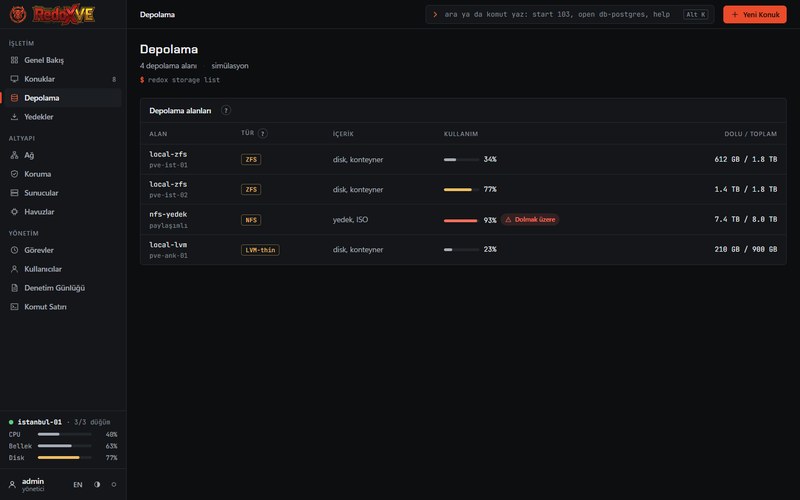 RedoXVE
Depolama
ara ya da komut yaz: start 103, open db-postgres, help
Alt K
Yeni Konuk
İŞLETİM
Genel Bakış
Konuklar 8
Depolama
Yedekler
ALTYAPI
Ağ
Koruma
Sunucular
Havuzlar
YÖNETİM
Görevler
Kullanıcılar
Denetim Günlüğü
Komut Satırı
istanbul-01 · 3/3 düğüm
CPU 40%
Bellek 63%
Disk 77%
admin
yönetici
EN
Depolama
4 depolama alanı · simülasyon
$ redox storage list
Depolama alanları ?
ALAN TÜR ? İÇERİK KULLANIM DOLU / TOPLAM
local-zfs ZFS disk, konteyner 34% 612 GB / 1.8 TB
pve-ist-01
local-zfs ZFS disk, konteyner 77% 1.4 TB / 1.8 TB
pve-ist-02
nfs-yedek NFS yedek, ISO 93% Dolmak üzere 7.4 TB / 8.0 TB
paylaşımlı
local-lvm LVM-thin disk, konteyner 23% 210 GB / 900 GB
pve-ank-01